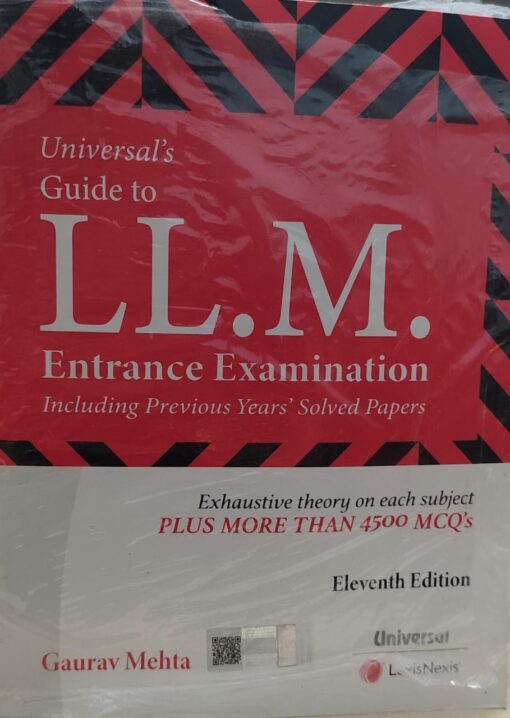 Universal's
Guide to
LL.M.
Entrance Examination
Including Previous Years' Solved Papers
Exhaustive theory on each subject
PLUS MORE THAN 4500 MCQ's
Eleventh Edition
Universal
Gaurav Mehta
LexisNexis